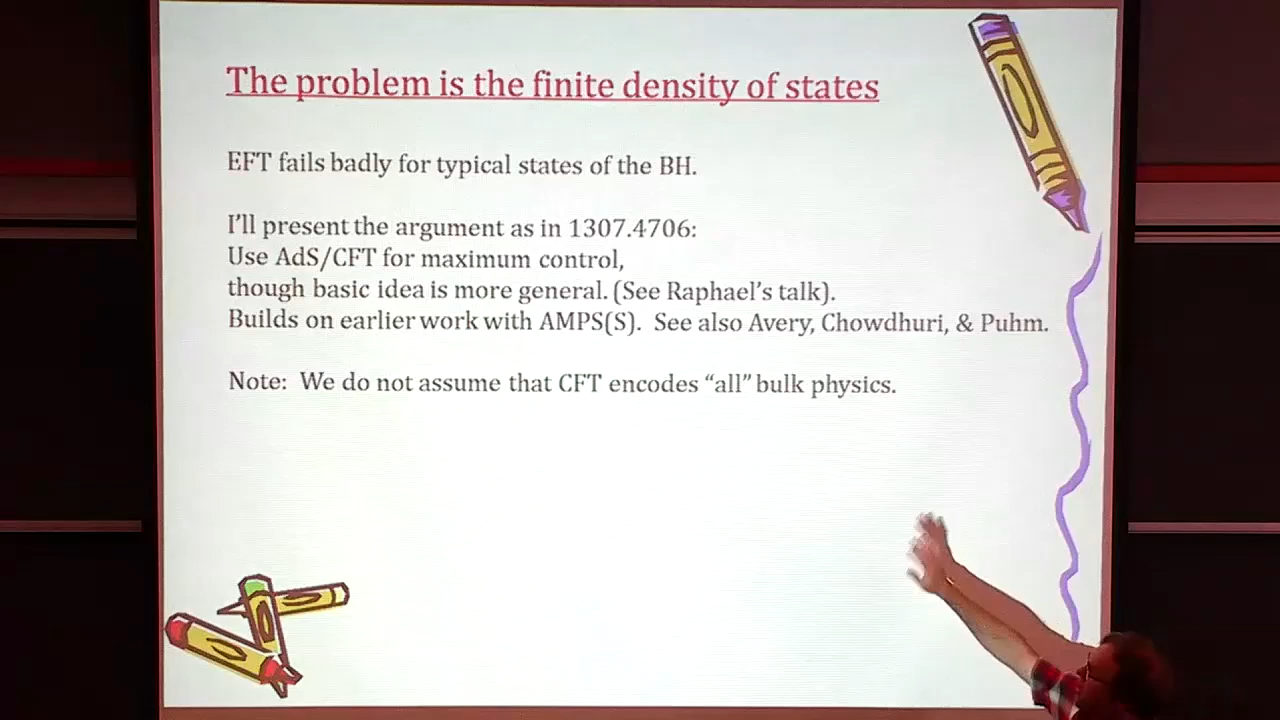 The problem is the finite density of states
EFT fails badly for typical states of the BH.
I'll present the argument as in 1307.4706:
Use AdS/CFT for maximum control,
though basic idea is more general. (See Raphael's talk).
Builds on earlier work with AMPS(S).  See also Avery, Chowdhuri, & Puhm.
Note:  We do not assume that CFT encodes “all” bulk physics.